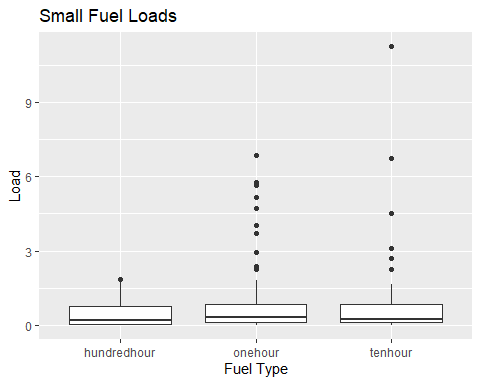 Small Fuel Loads
Load
9
6
3
0
hundredhour onehour tenhour
Fuel Type